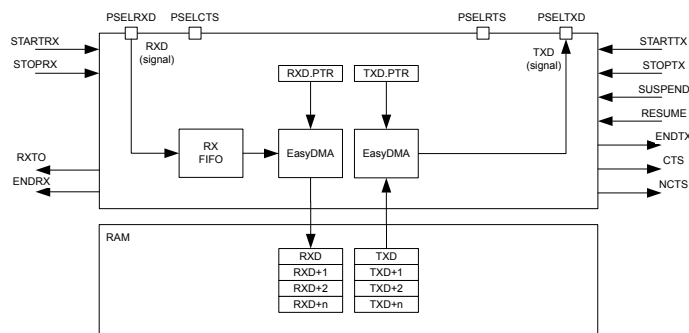 PSELRXD PSELCTS PSELRTS PSELTXD
STARTRX
STOPRX
RXD
(signal)
TXD
(signal)
STARTTX
STOPTX
SUSPEND
RESUME
RXD.PTR TXD.PTR
RX
FIFO
EasyDMA EasyDMA
RXTO
ENDRX
ENDTX
CTS
NCTS
RAM
RXD TXD
RXD+1 TXD+1
RXD+2 TXD+2
RXD+n TXD+n